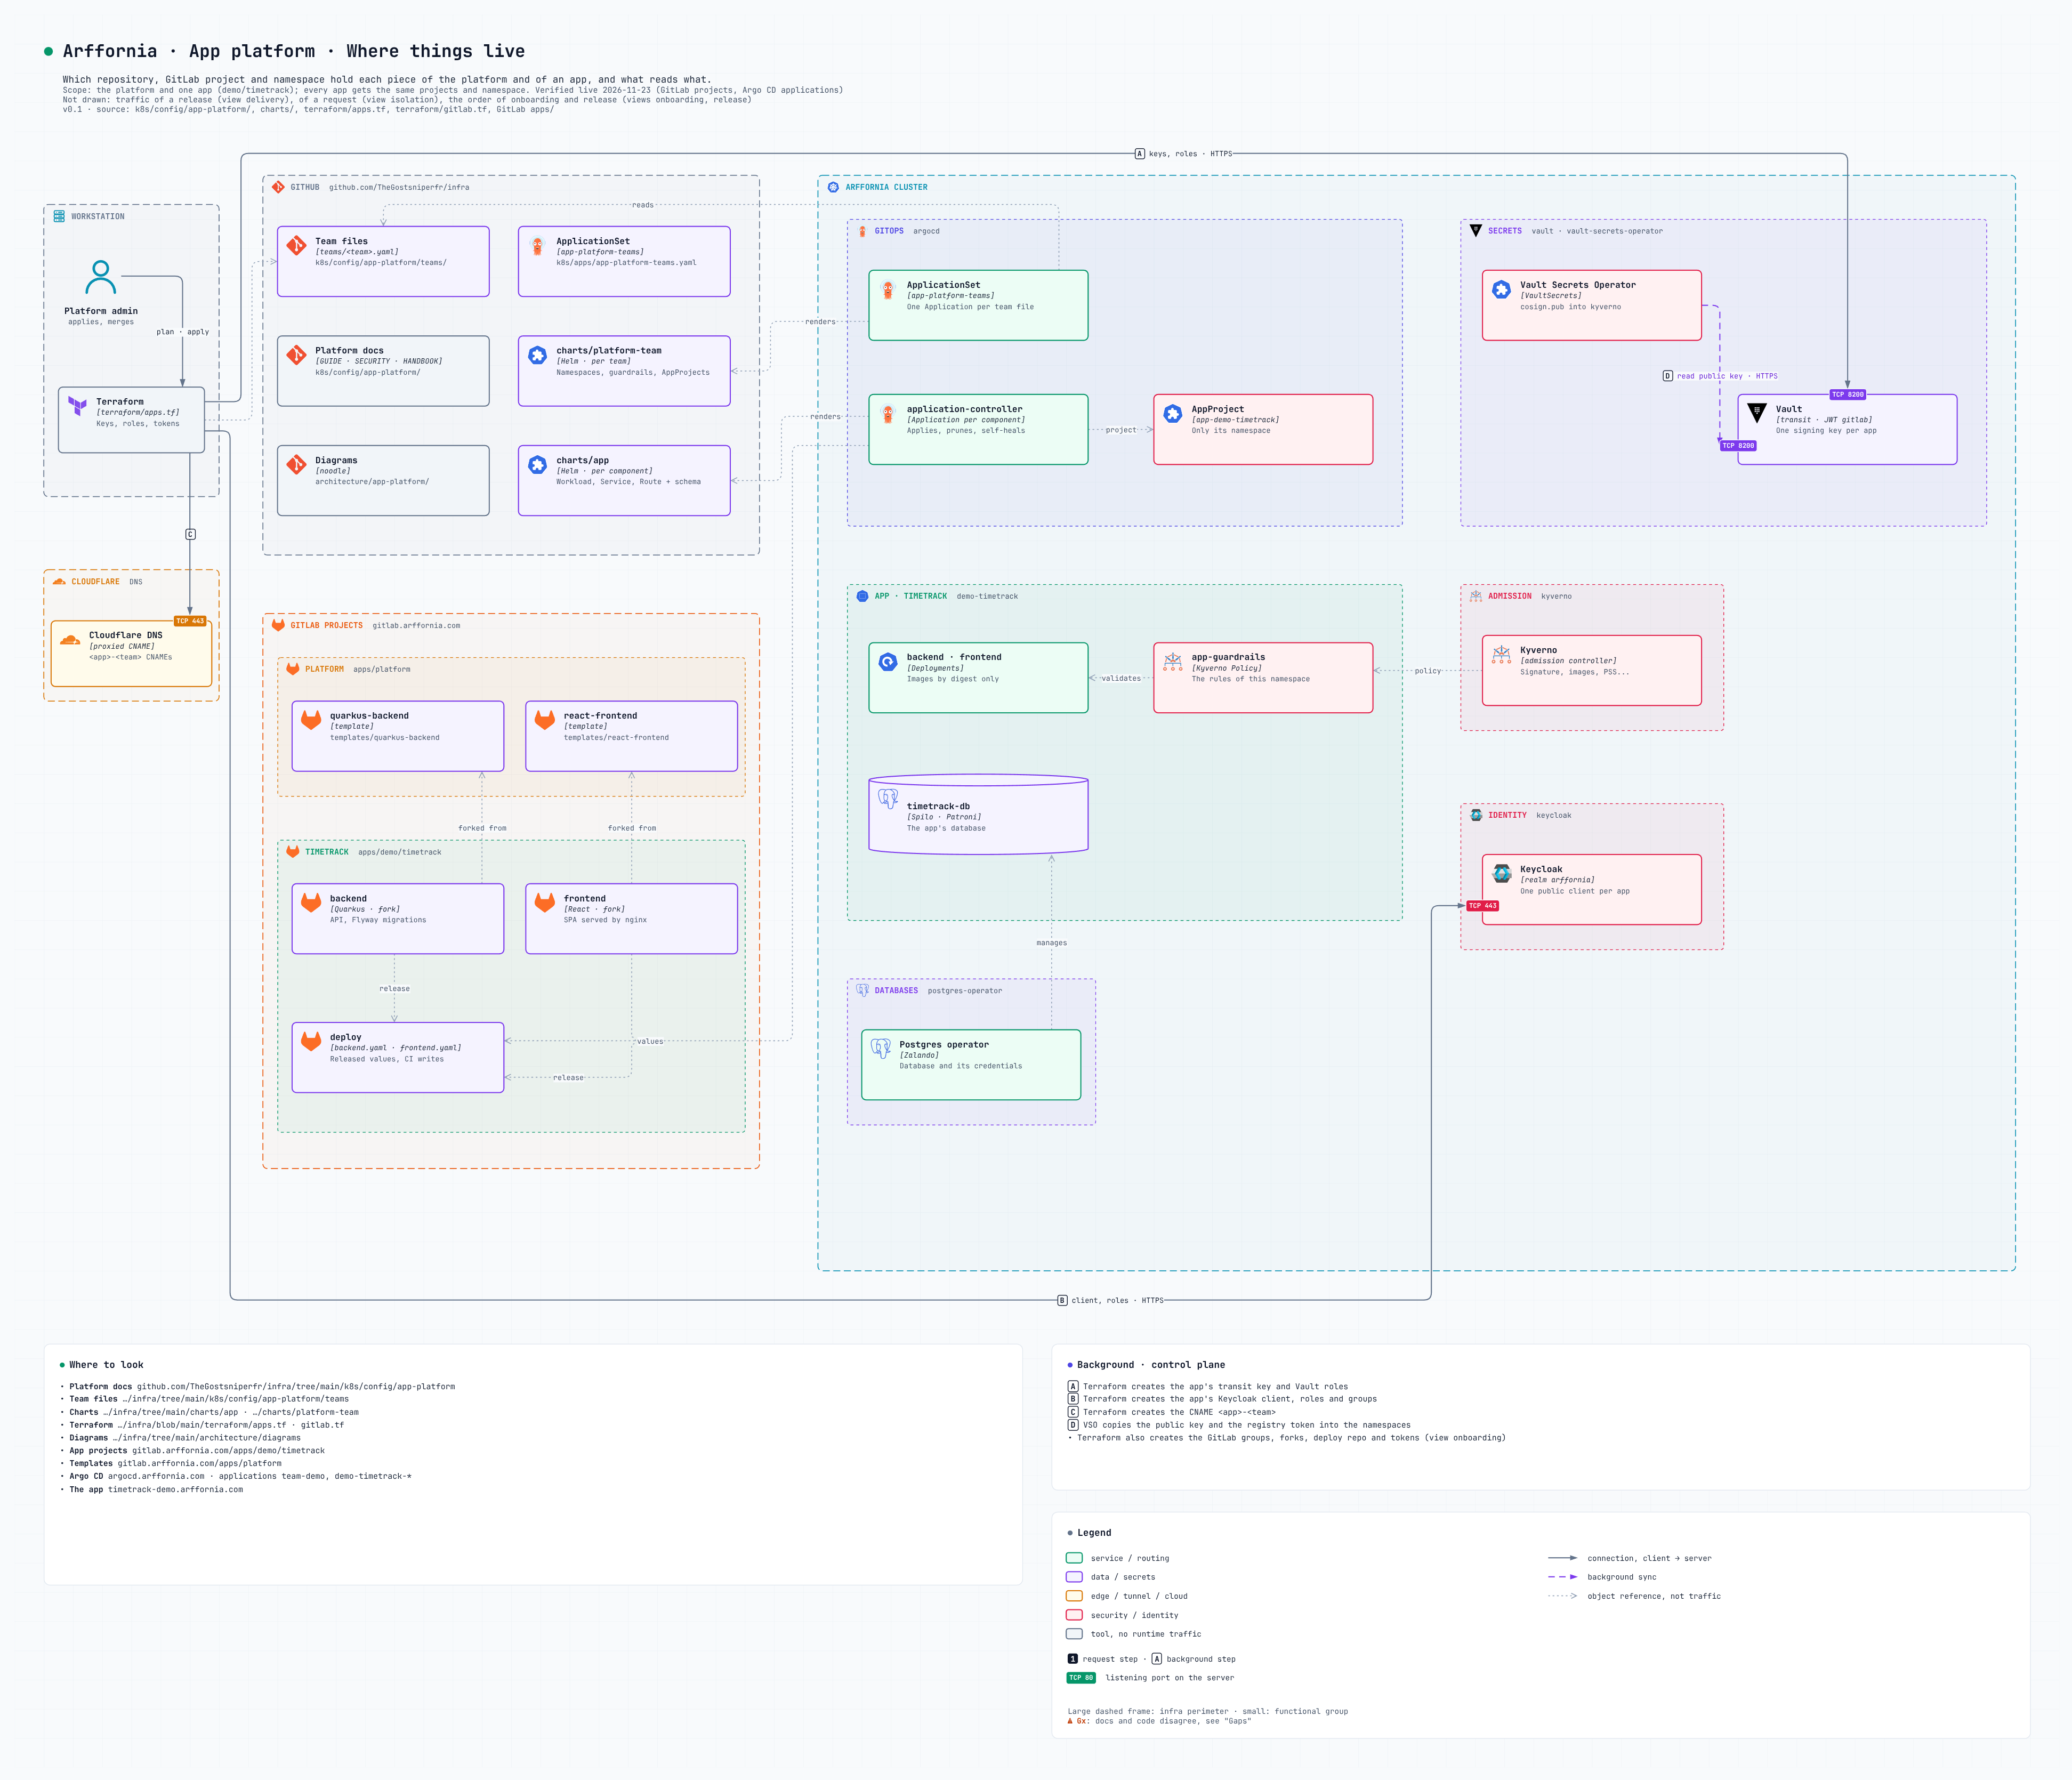 Arffornia · App platform · Where things live
Which repository, GitLab project and namespace hold each piece of the platform and of an app, and what reads what.
Scope: the platform and one app (demo/timetrack); every app gets the same projects and namespace. Verified live 2026-11-23 (GitLab projects, Argo CD applications)
Not drawn: traffic of a release (view delivery), of a request (view isolation), the order of onboarding and release (views onboarding, release)
v0.1 · source: k8s/config/app-platform/, charts/, terraform/apps.tf, terraform/gitlab.tf, GitLab apps/
A keys, roles · HTTPS
WORKSTATION
Platform admin
applies, merges
plan · apply
Terraform
[terraform/apps.tf]
Keys, roles, tokens
C
CLOUDFLARE DNS
TCP 443
Cloudflare DNS
[proxied CNAME]
<app>-<team> CNAMEs
GITHUB github.com/TheGostsniperfr/infra
reads
Team files
[teams/<team>.yaml]
k8s/config/app-platform/teams/
ApplicationSet
[app-platform-teams]
k8s/apps/app-platform-teams.yaml
Platform docs
[GUIDE · SECURITY · HANDBOOK]
k8s/config/app-platform/
charts/platform-team
[Helm · per team]
Namespaces, guardrails, AppProjects
Diagrams
[noodle]
architecture/app-platform/
charts/app
[Helm · per component]
Workload, Service, Route + schema
renders
renders
GITLAB PROJECTS gitlab.arffornia.com
PLATFORM apps/platform
quarkus-backend
[template]
templates/quarkus-backend
react-frontend
[template]
templates/react-frontend
forked from
forked from
TIMETRACK apps/demo/timetrack
backend
[Quarkus · fork]
API, Flyway migrations
frontend
[React · fork]
SPA served by nginx
release
deploy
[backend.yaml · frontend.yaml]
Released values, CI writes
values
release
ARFFORNIA CLUSTER
GITOPS argocd
ApplicationSet
[app-platform-teams]
One Application per team file
application-controller
[Application per component]
Applies, prunes, self-heals
project
AppProject
[app-demo-timetrack]
Only its namespace
SECRETS vault · vault-secrets-operator
Vault Secrets Operator
[VaultSecrets]
cosign.pub into kyverno
D read public key · HTTPS
TCP 8200
TCP 8200
Vault
[transit · JWT gitlab]
One signing key per app
APP · TIMETRACK demo-timetrack
backend · frontend
[Deployments]
Images by digest only
validates
app-guardrails
[Kyverno Policy]
The rules of this namespace
policy
timetrack-db
[Spilo · Patroni]
The app's database
manages
ADMISSION kyverno
Kyverno
[admission controller]
Signature, images, PSS...
IDENTITY keycloak
Keycloak
[realm arffornia]
One public client per app
TCP 443
DATABASES postgres-operator
Postgres operator
[Zalando]
Database and its credentials
B client, roles · HTTPS
Where to look
• Platform docs github.com/TheGostsniperfr/infra/tree/main/k8s/config/app-platform
• Team files …/infra/tree/main/k8s/config/app-platform/teams
• Charts …/infra/tree/main/charts/app · …/charts/platform-team
• Terraform …/infra/blob/main/terraform/apps.tf · gitlab.tf
• Diagrams …/infra/tree/main/architecture/diagrams
• App projects gitlab.arffornia.com/apps/demo/timetrack
• Templates gitlab.arffornia.com/apps/platform
• Argo CD argocd.arffornia.com · applications team-demo, demo-timetrack-*
• The app timetrack-demo.arffornia.com
Background · control plane
A Terraform creates the app's transit key and Vault roles
B Terraform creates the app's Keycloak client, roles and groups
C Terraform creates the CNAME <app>-<team>
D VSO copies the public key and the registry token into the namespaces
• Terraform also creates the GitLab groups, forks, deploy repo and tokens (view onboarding)
Legend
service / routing
data / secrets
edge / tunnel / cloud
security / identity
tool, no runtime traffic
1 request step · A background step
TCP 80 listening port on the server
connection, client → server
background sync
object reference, not traffic
Large dashed frame: infra perimeter · small: functional group
Gx: docs and code disagree, see "Gaps"